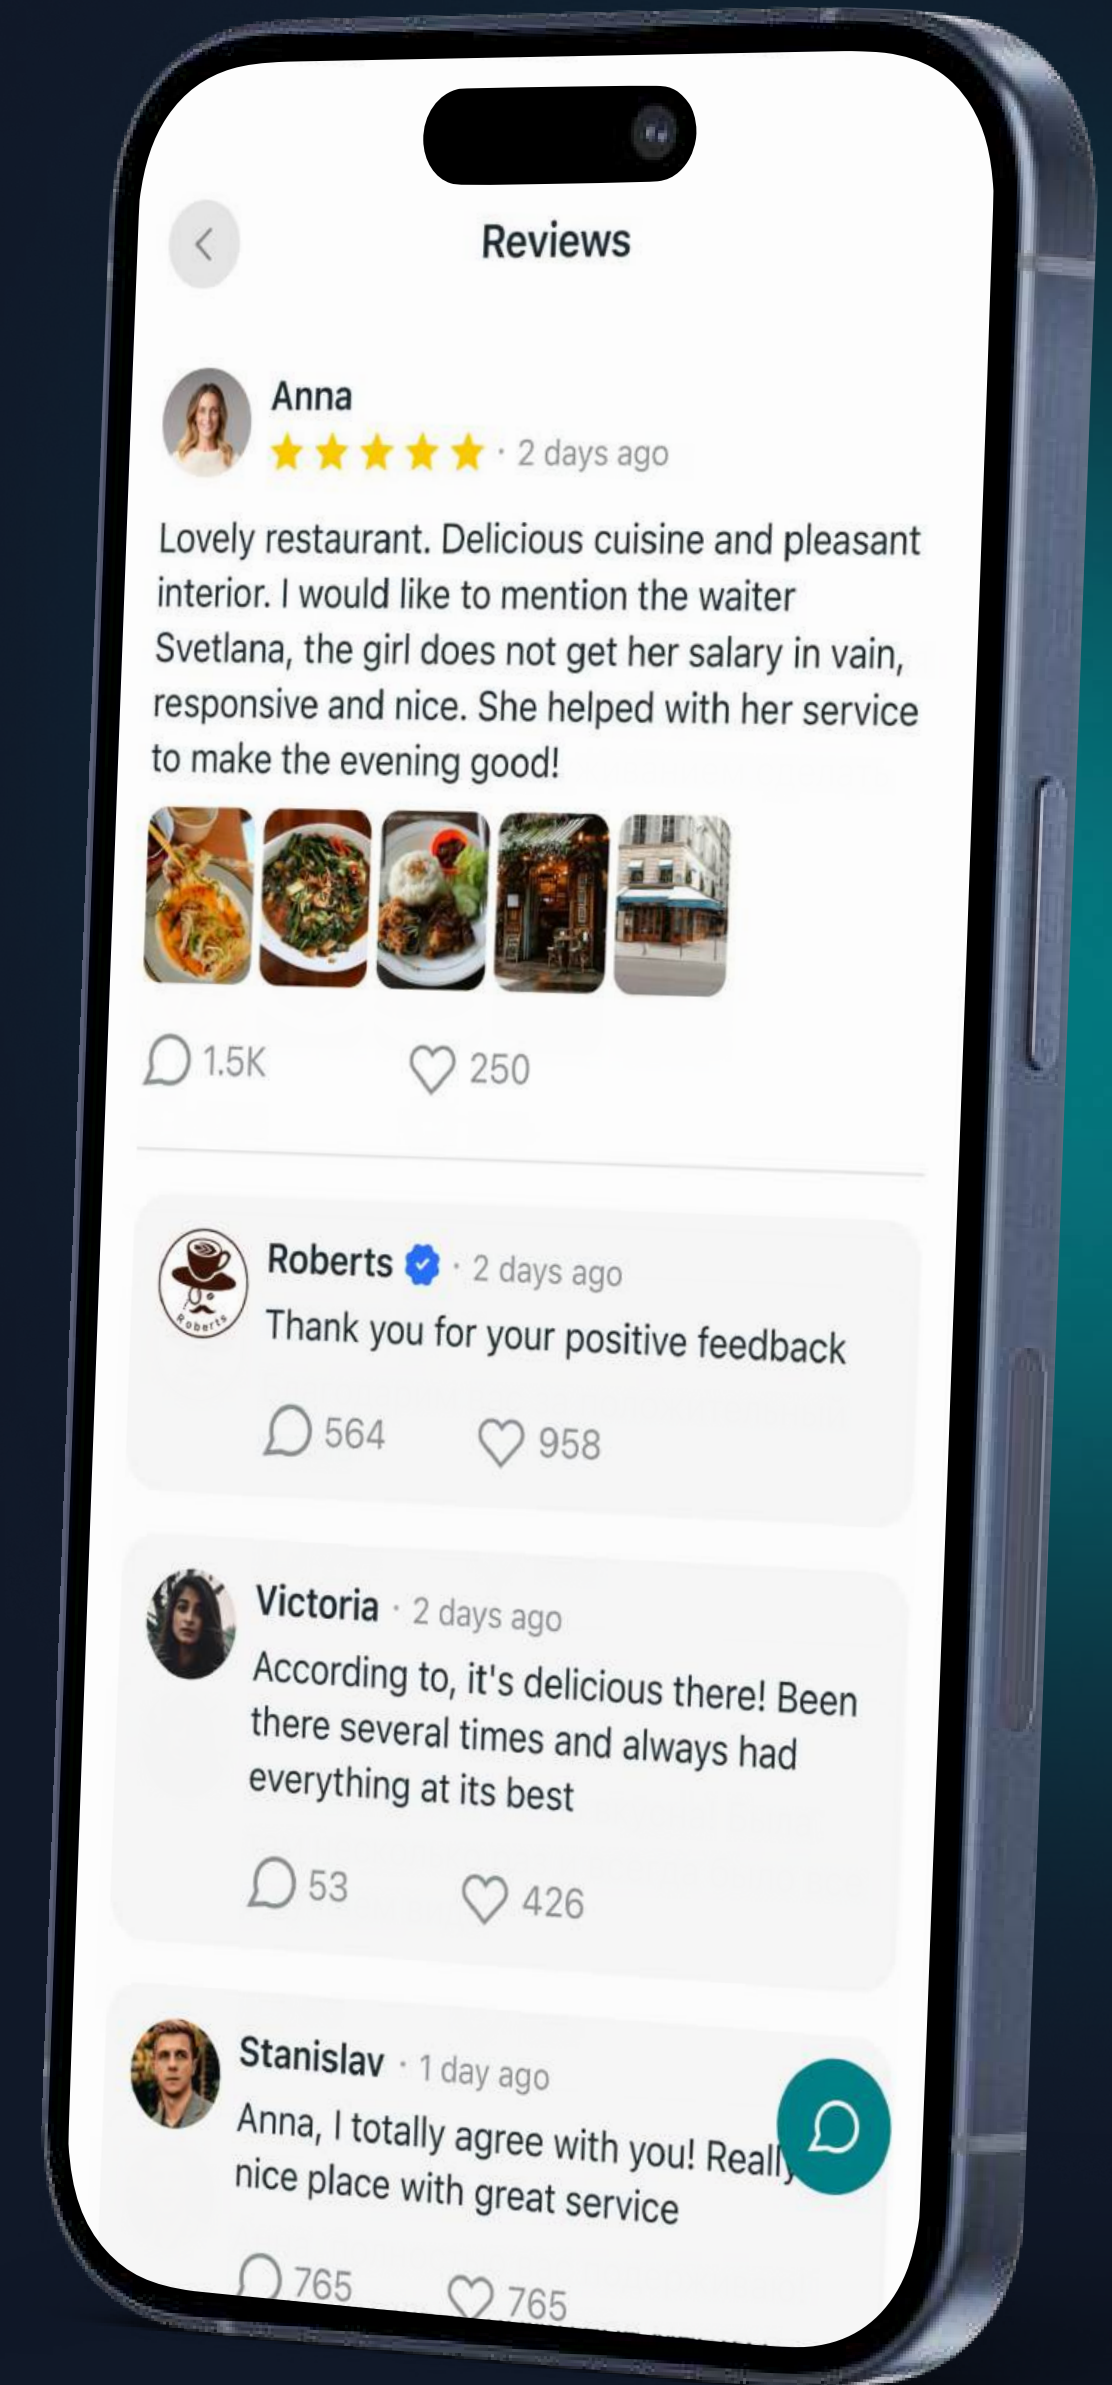 Reviews
Anna
· 2 days ago
Lovely restaurant. Delicious cuisine and pleasant
interior. I would like to mention the waiter
Svetlana, the girl does not get her salary in vain,
responsive and nice. She helped with her service
to make the evening good!
1.5K 250
Roberts · 2 days ago
Roberts
Thank you for your positive feedback
564 958
Victoria · 2 days ago
According to, it's delicious there! Been
there several times and always had
everything at its best
53 426
Stanislav · 1 day ago
Anna, I totally agree with you! Really
nice place with great service
765 765